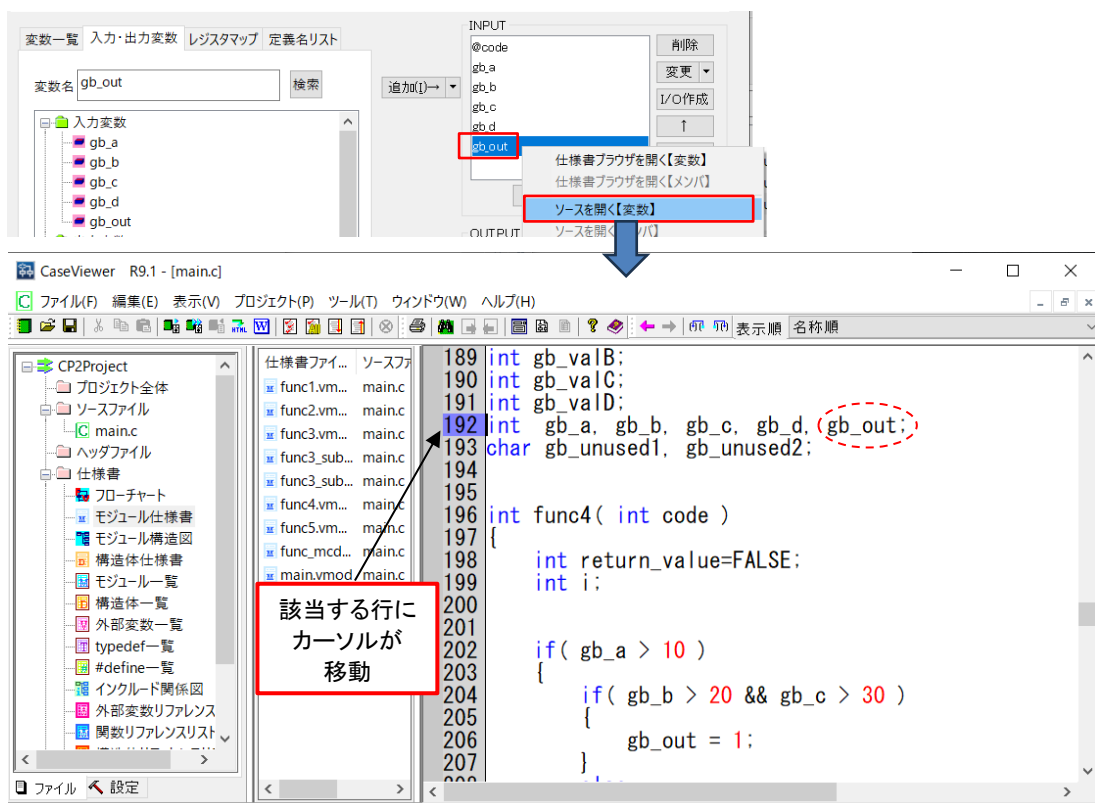 変数一覧 入力・出力変数 レジスタマップ 定義名リスト
変数名 gb_out 検索
入力変数
gb_a
gb_b
gb_c
gb_d
gb_out
追加(I)→
INPUT
@code
gb_a
gb_b
gb_c
gb_d
gb_out
削除
変更
I/O作成
↑
仕様書ブラウザを開く【変数】
仕様書ブラウザを開く【メンバ】
ソースを開く【変数】
OUTPUT
CaseViewer R9.1 - [main.c]
ファイル(F) 編集(E) 表示(V) プロジェクト(P) ツール(T) ウィンドウ(W) ヘルプ(H)
表示順 名称順
CP2Project
プロジェクト全体
ソースファイル
main.c
ヘッダファイル
仕様書
フローチャート
モジュール仕様書
モジュール構造図
構造体仕様書
モジュール一覧
構造体一覧
外部変数一覧
typedef一覧
#define一覧
インクルード関係図
外部変数リファレンス
関数リファレンスリスト
ファイル 設定
仕様書ファイ... ソースファ
func1.vm... main.c
func2.vm... main.c
func3.vm... main.c
func3_sub... main.c
func3_sub... main.c
func4.vm... main.c
func5.vm... main.c
func_mcd... main.c
main.vmod main.c
該当する行に
カーソルが
移動
189 int gb_valB;
190 int gb_valC;
191 int gb_valD;
192 int gb_a, gb_b, gb_c, gb_d, gb_out;
193 char gb_unused1, gb_unused2;
194
195
196 int func4( int code )
197 {
198 int return_value=FALSE;
199 int i;
200
201
202 if( gb_a > 10 )
203 {
204 if( gb_b > 20 && gb_c > 30 )
205 {
206 gb_out = 1;
207 }